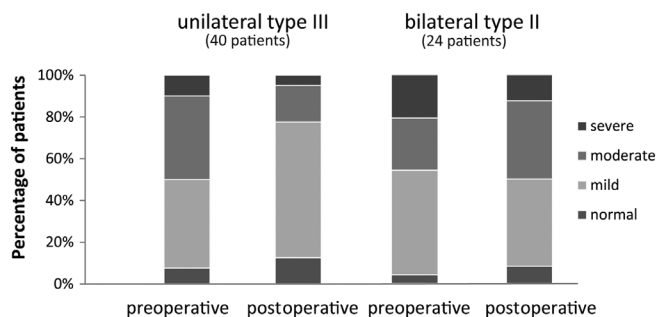 unilateral type III
(40 patients)
bilateral type II
(24 patients)
Percentage of patients
100%
80%
60%
40%
20%
0%
preoperative
postoperative
preoperative
postoperative
severe
moderate
mild
normal